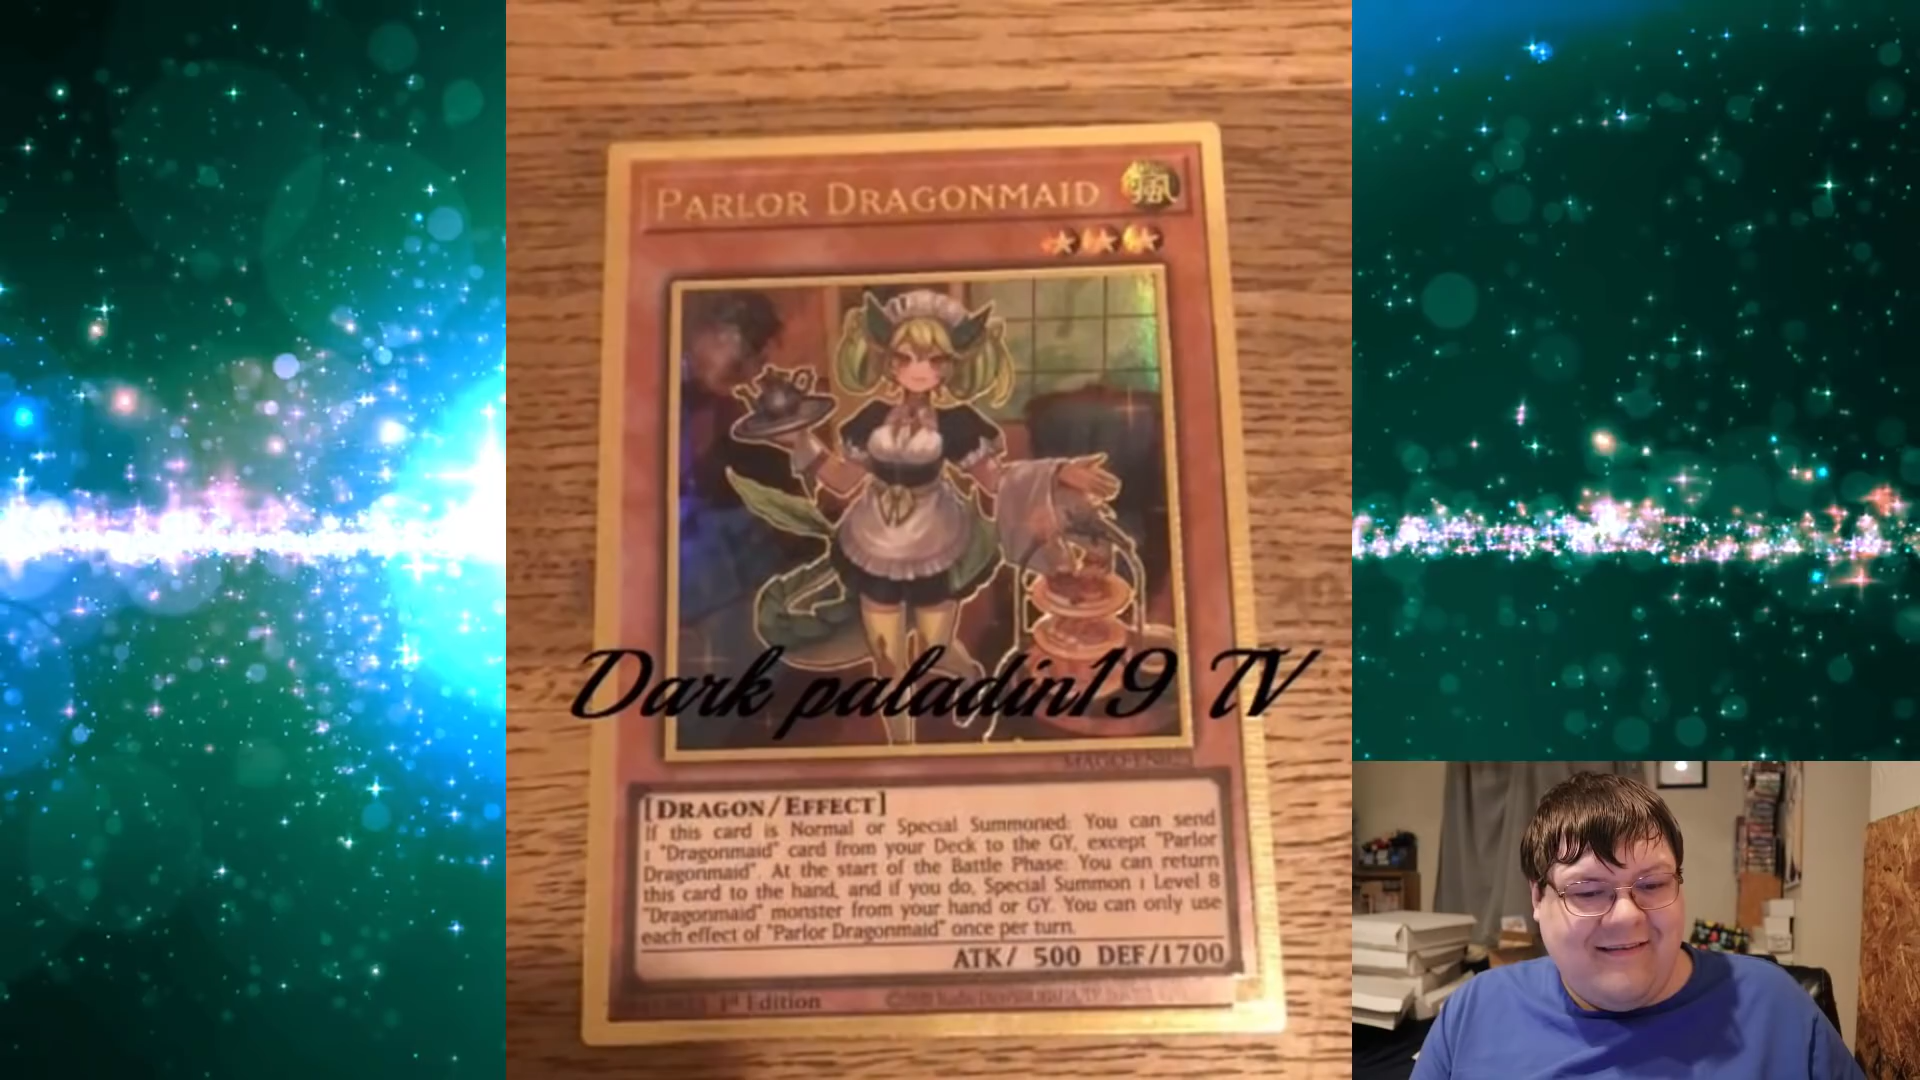 PARLOR DRAGONMAID
風
Dark paladin19 TV
[DRAGON/EFFECT]
If this card is Normal or Special Summoned: You can send
1 "Dragonmaid" card from your Deck to the GY, except "Parlor
Dragonmaid". At the start of the Battle Phase: You can return
this card to the hand, and if you do, Special Summon 1 Level 8
"Dragonmaid" monster from your hand or GY. You can only use
each effect of "Parlor Dragonmaid" once per turn.
ATK/ 500 DEF/1700
1st Edition